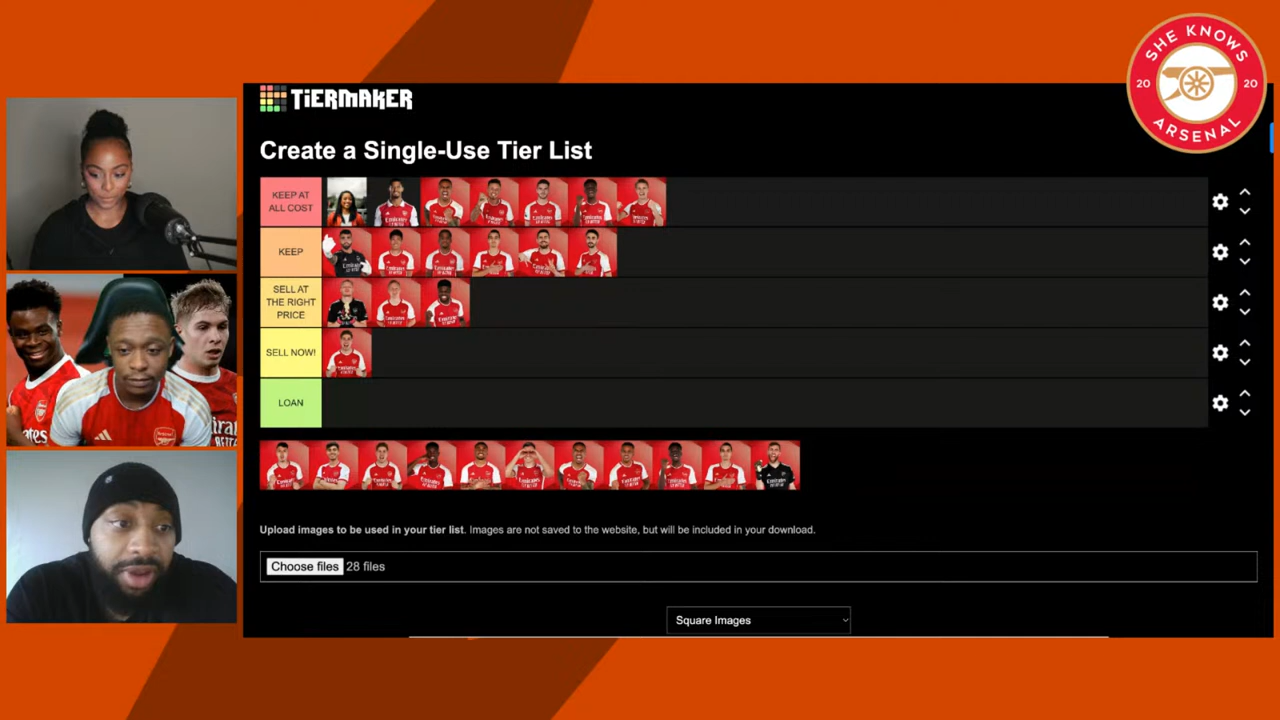 SHE KNOWS
20 20
ARSENAL
TiERMAKER
Create a Single-Use Tier List
KEEP AT
ALL COST
KEEP
SELL AT
THE RIGHT
PRICE
SELL NOW!
LOAN
Upload images to be used in your tier list. Images are not saved to the website, but will be included in your download.
Choose files 28 files
Square Images